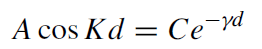 A cos Kd = Ce^{−γd}